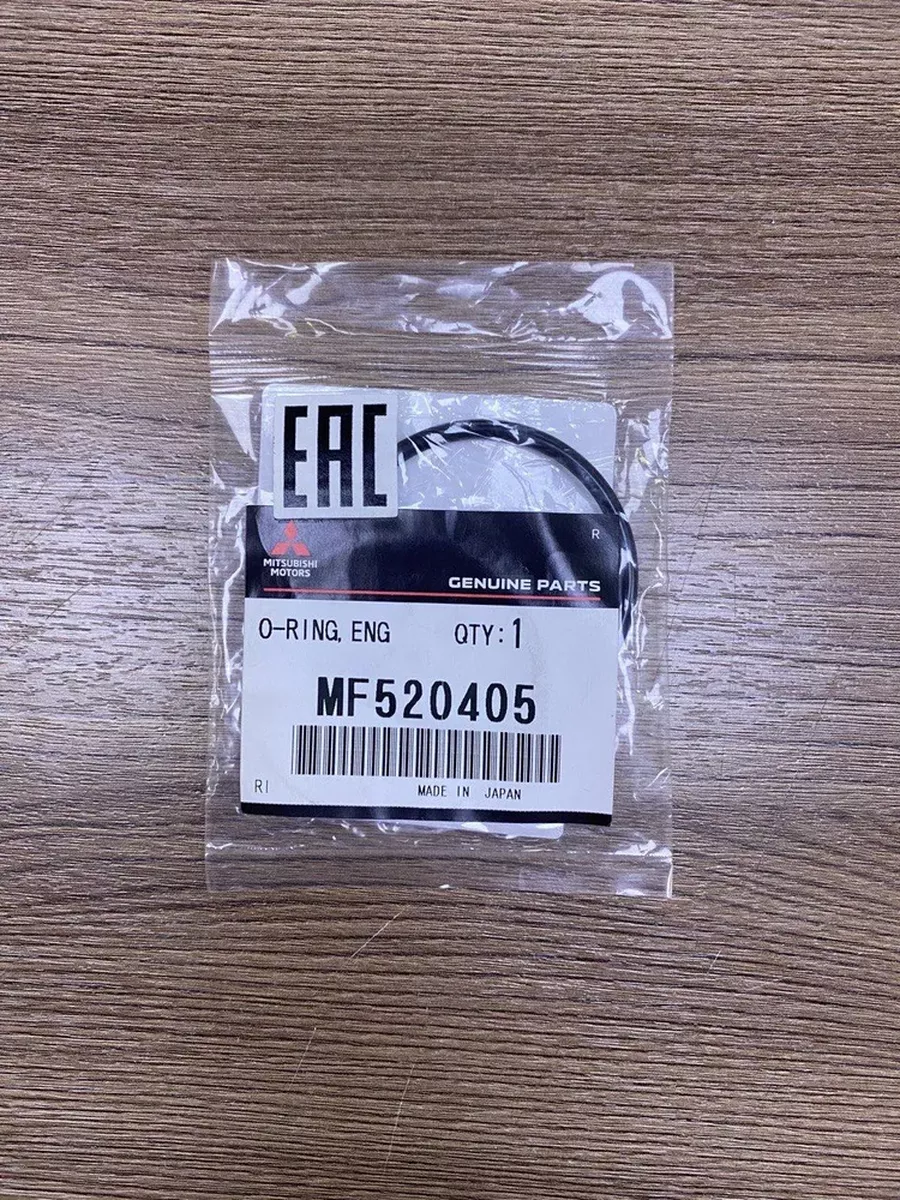 EAC
R
MITSUBISHI
MOTORS
GENUINE PARTS
O-RING, ENG QTY:1
MF520405
RI
MADE IN JAPAN